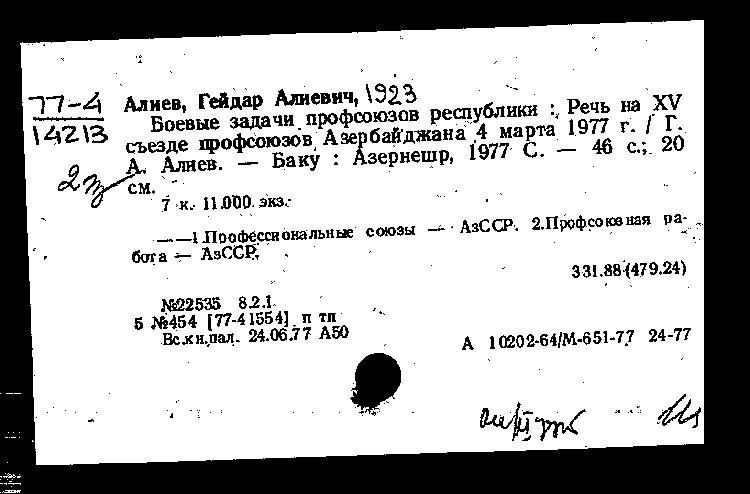 77-4
14213
2э
Алиев, Гейдар Алиевич, 1923
Боевые задачи профсоюзов республики : Речь на XV
съезде профсоюзов Азербайджана 4 марта 1977 г. / Г.
А. Алиев. — Баку : Азернешр, 1977 С. — 46 с.; 20
см.
7 к. 11.000 экз.
——1.Профессиональные союзы — АзССР. 2.Профсоюзная ра-
бота — АзССР.
331.88(479.24)
№22535 8.2.1
5 №454 [77-41554] п тп
Вс.кн.пал. 24.06.77 А50
А 10202-64/М-651-77 24-77